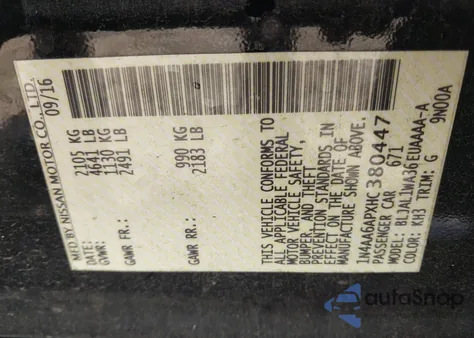 MFD. BY NISSAN MOTOR CO., LTD.
09/16
GVWR: 2105 KG
4641 LB
GAWR FR: 1130 KG
2491 LB
GAWR RR: 990 KG
2183 LB
THIS VEHICLE CONFORMS TO
ALL APPLICABLE FEDERAL
MOTOR VEHICLE SAFETY,
BUMPER, AND THEFT
PREVENTION STANDARDS IN
EFFECT ON THE DATE OF
MANUFACTURE SHOWN ABOVE.
1N4AA6APXHC380447
PASSENGER CAR 671
MODEL: BLJALLWA36EUAAAA-A
COLOR: KH3 TRIM: G 9N00A
autoSnap